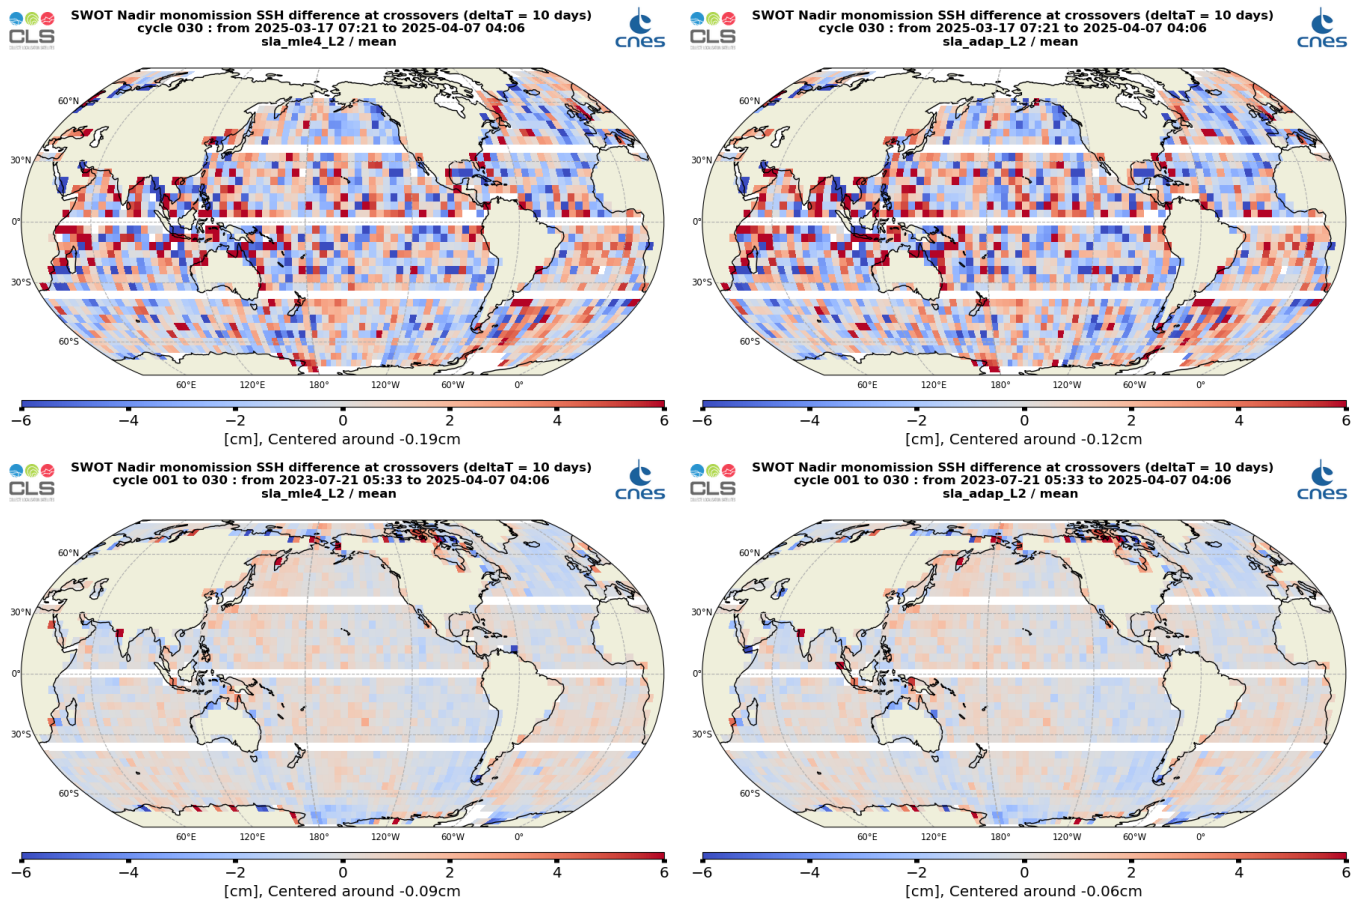 SWOT Nadir monomission SSH difference at crossovers (deltaT = 10 days)
cycle 030 : from 2025-03-17 07:21 to 2025-04-07 04:06
sla_mle4_L2 / mean
CLS
cnes
60°N
30°N
0°
30°S
60°S
60°E 120°E 180° 120°W 60°W 0°
−6 −4 −2 0 2 4 6
[cm], Centered around -0.19cm
SWOT Nadir monomission SSH difference at crossovers (deltaT = 10 days)
cycle 030 : from 2025-03-17 07:21 to 2025-04-07 04:06
sla_adap_L2 / mean
CLS
cnes
60°N
30°N
0°
30°S
60°S
60°E 120°E 180° 120°W 60°W 0°
−6 −4 −2 0 2 4 6
[cm], Centered around -0.12cm
SWOT Nadir monomission SSH difference at crossovers (deltaT = 10 days)
cycle 001 to 030 : from 2023-07-21 05:33 to 2025-04-07 04:06
sla_mle4_L2 / mean
CLS
cnes
60°N
30°N
0°
30°S
60°S
60°E 120°E 180° 120°W 60°W 0°
−6 −4 −2 0 2 4 6
[cm], Centered around -0.09cm
SWOT Nadir monomission SSH difference at crossovers (deltaT = 10 days)
cycle 001 to 030 : from 2023-07-21 05:33 to 2025-04-07 04:06
sla_adap_L2 / mean
CLS
cnes
60°N
30°N
0°
30°S
60°S
60°E 120°E 180° 120°W 60°W 0°
−6 −4 −2 0 2 4 6
[cm], Centered around -0.06cm